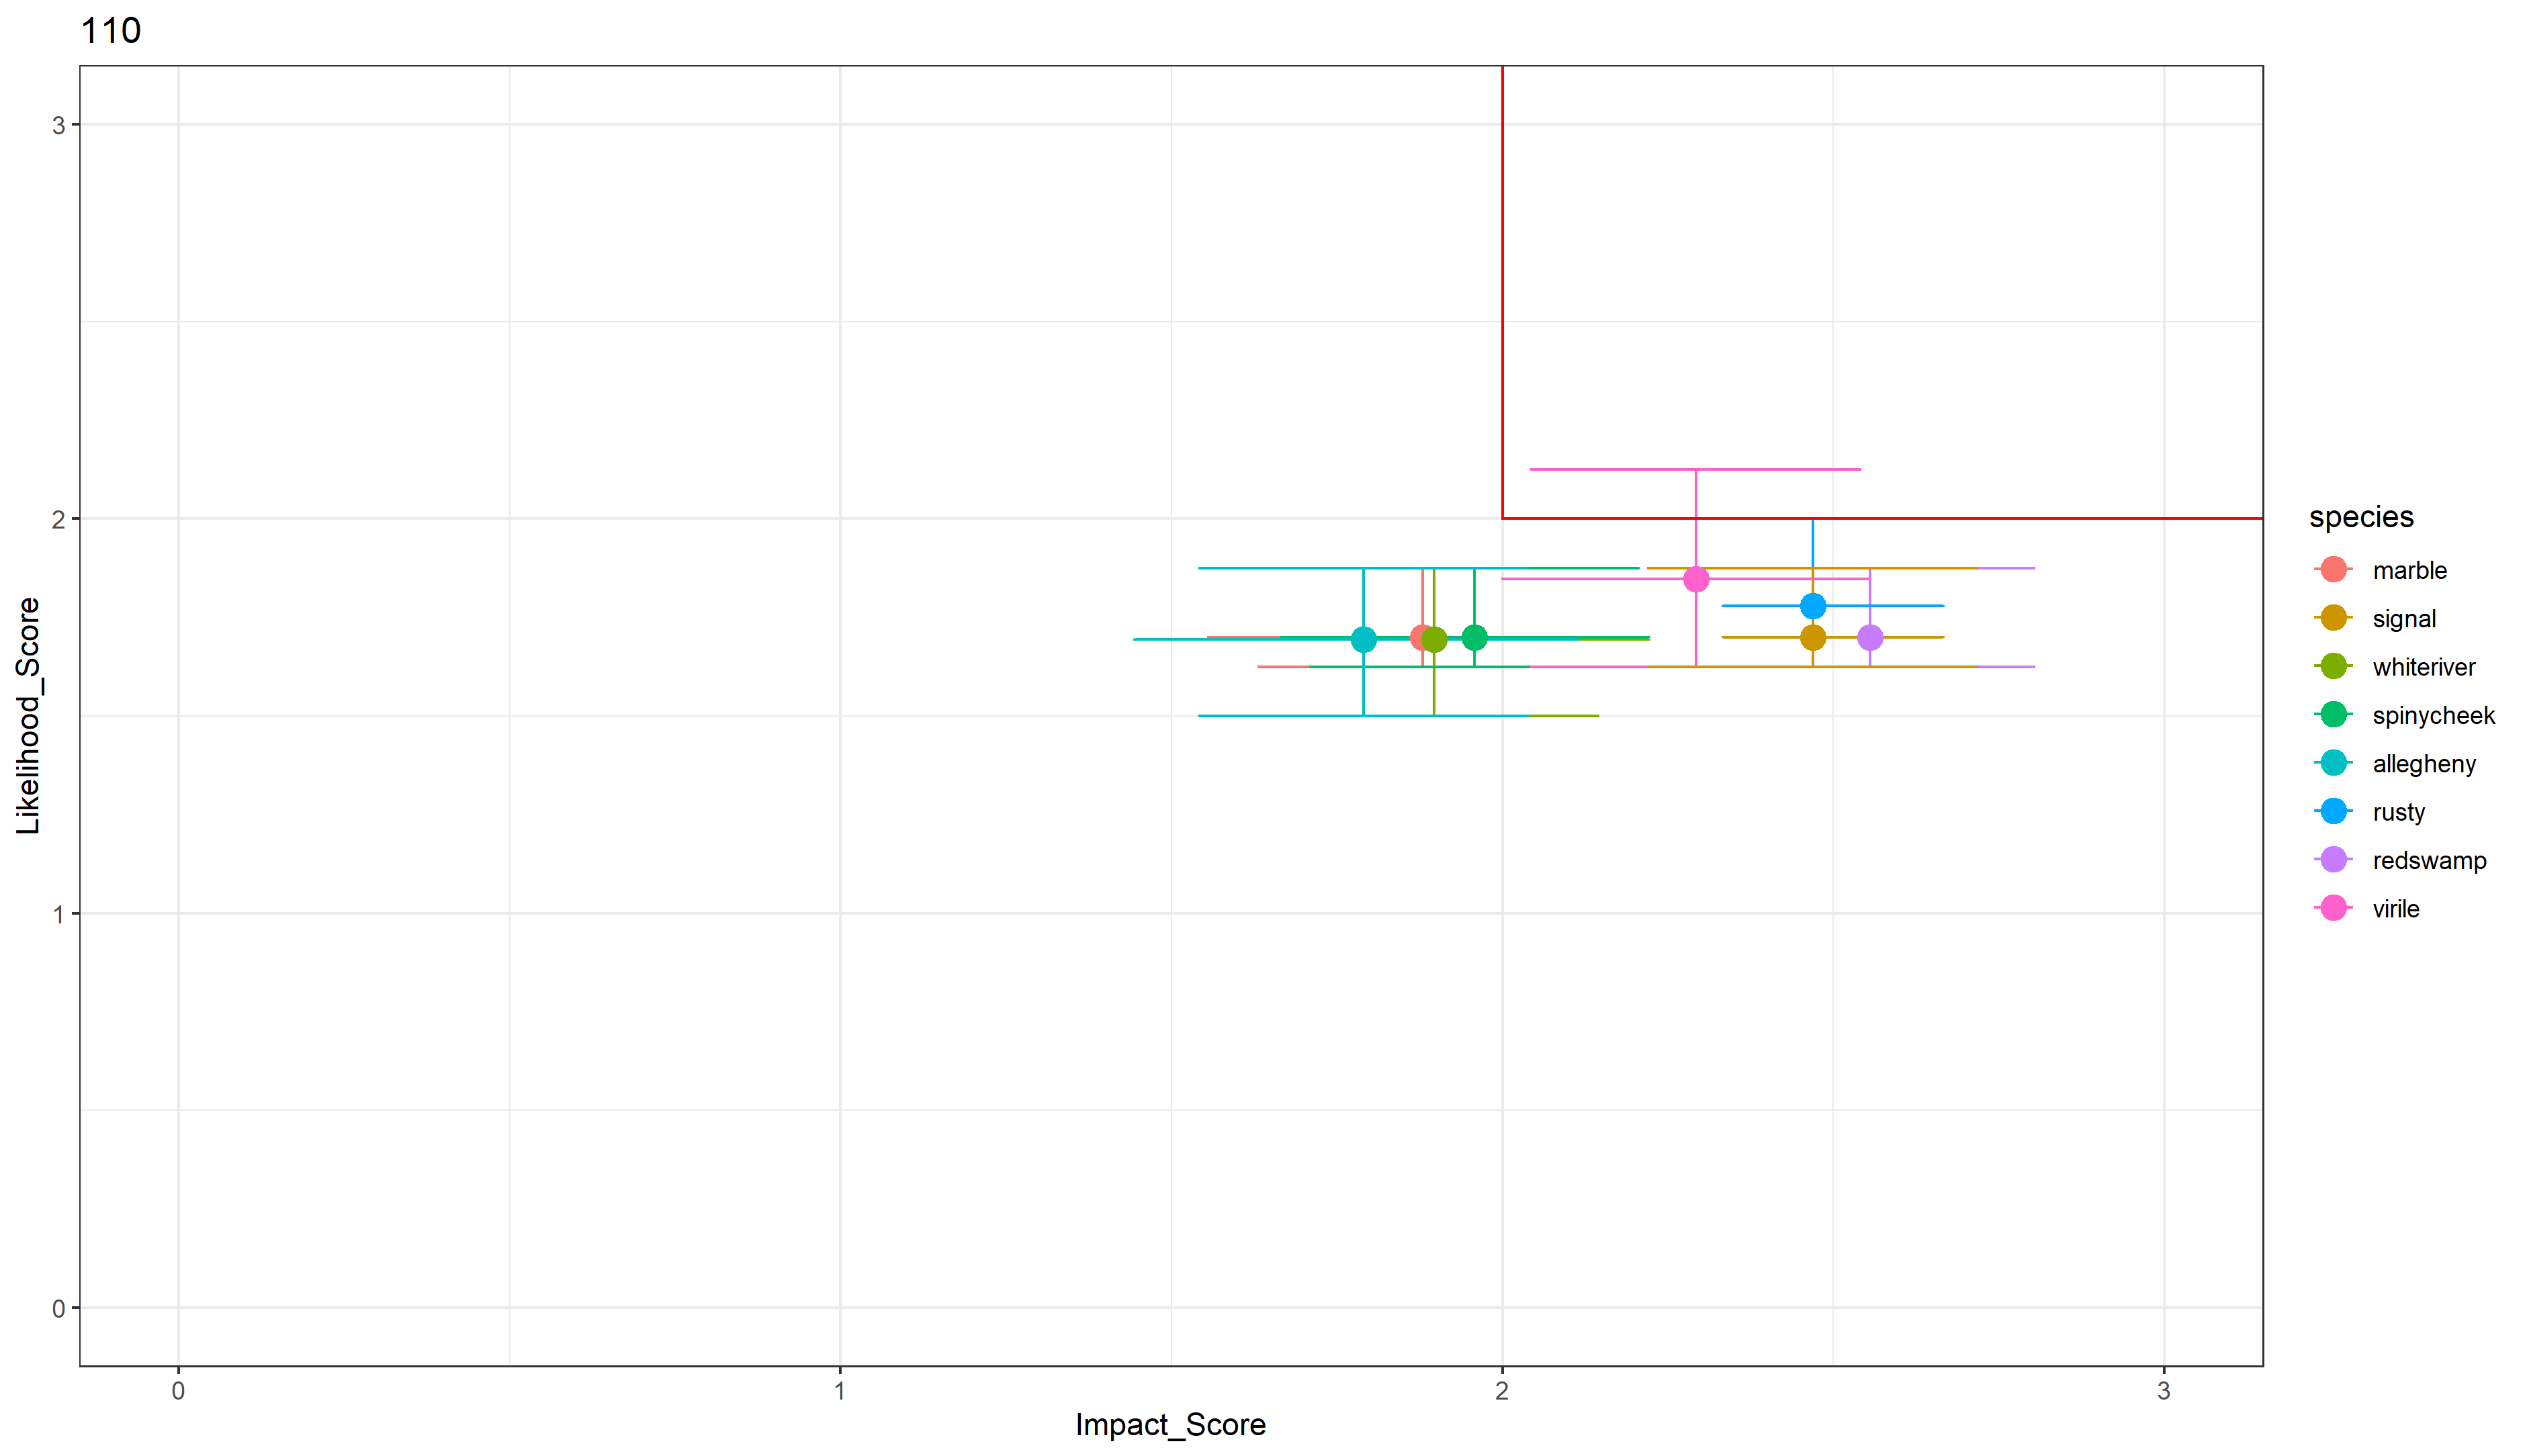 110
3
2
1
0
Likelihood_Score
0 1 2 3
Impact_Score
species
marble
signal
whiteriver
spinycheek
allegheny
rusty
redswamp
virile